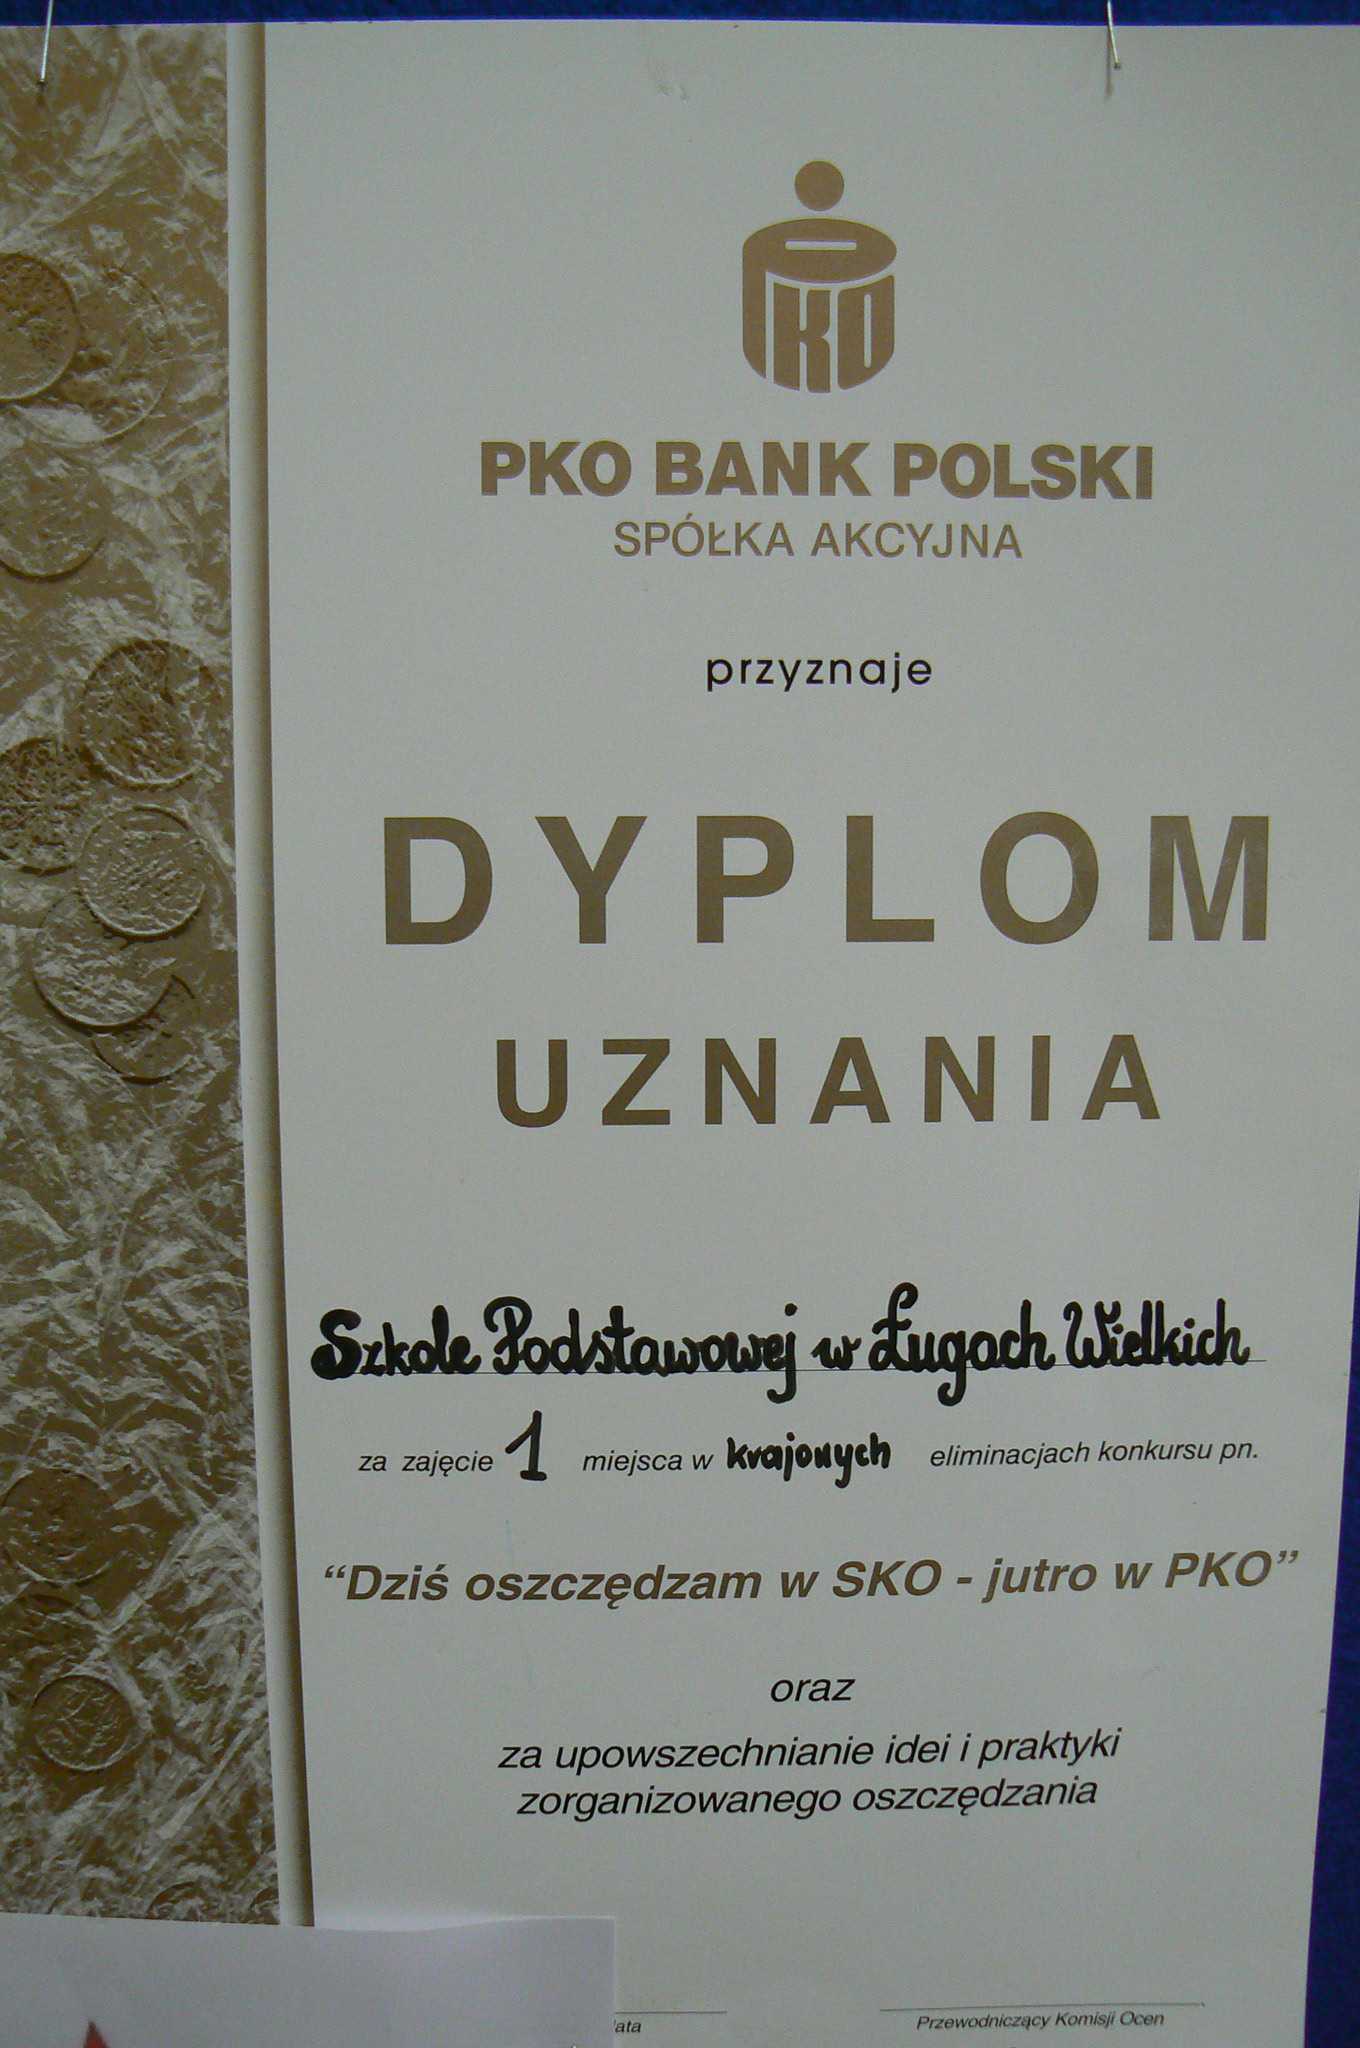 PKO
PKO BANK POLSKI
SPÓŁKA AKCYJNA
przyznaje
DYPLOM
UZNANIA
Szkole Podstawowej w Ługach Wielkich
za zajęcie 1 miejsca w krajowych eliminacjach konkursu pn.
“Dziś oszczędzam w SKO - jutro w PKO”
oraz
za upowszechnianie idei i praktyki
zorganizowanego oszczędzania
Przewodniczący Komisji Ocen